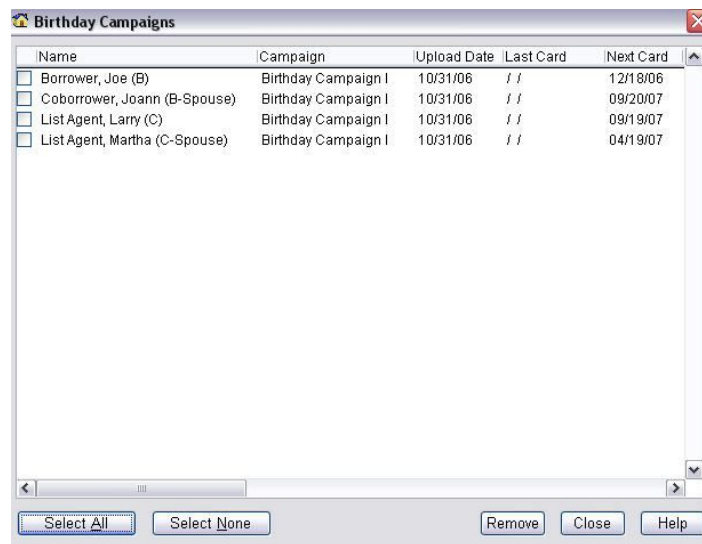 Birthday Campaigns
Name Campaign Upload Date Last Card Next Card
Borrower, Joe (B) Birthday Campaign I 10/31/06 / / 12/18/06
Coborrower, Joann (B-Spouse) Birthday Campaign I 10/31/06 / / 09/20/07
List Agent, Larry (C) Birthday Campaign I 10/31/06 / / 09/19/07
List Agent, Martha (C-Spouse) Birthday Campaign I 10/31/06 / / 04/19/07
Select All Select None Remove Close Help